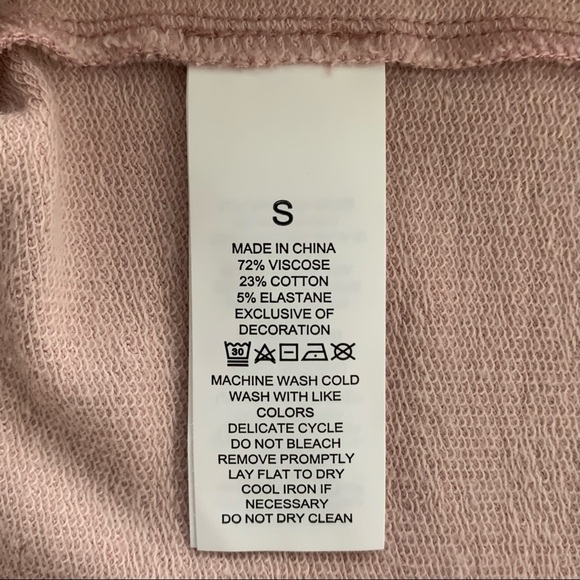 S
MADE IN CHINA
72% VISCOSE
23% COTTON
5% ELASTANE
EXCLUSIVE OF
DECORATION
30
MACHINE WASH COLD
WASH WITH LIKE
COLORS
DELICATE CYCLE
DO NOT BLEACH
REMOVE PROMPTLY
LAY FLAT TO DRY
COOL IRON IF
NECESSARY
DO NOT DRY CLEAN